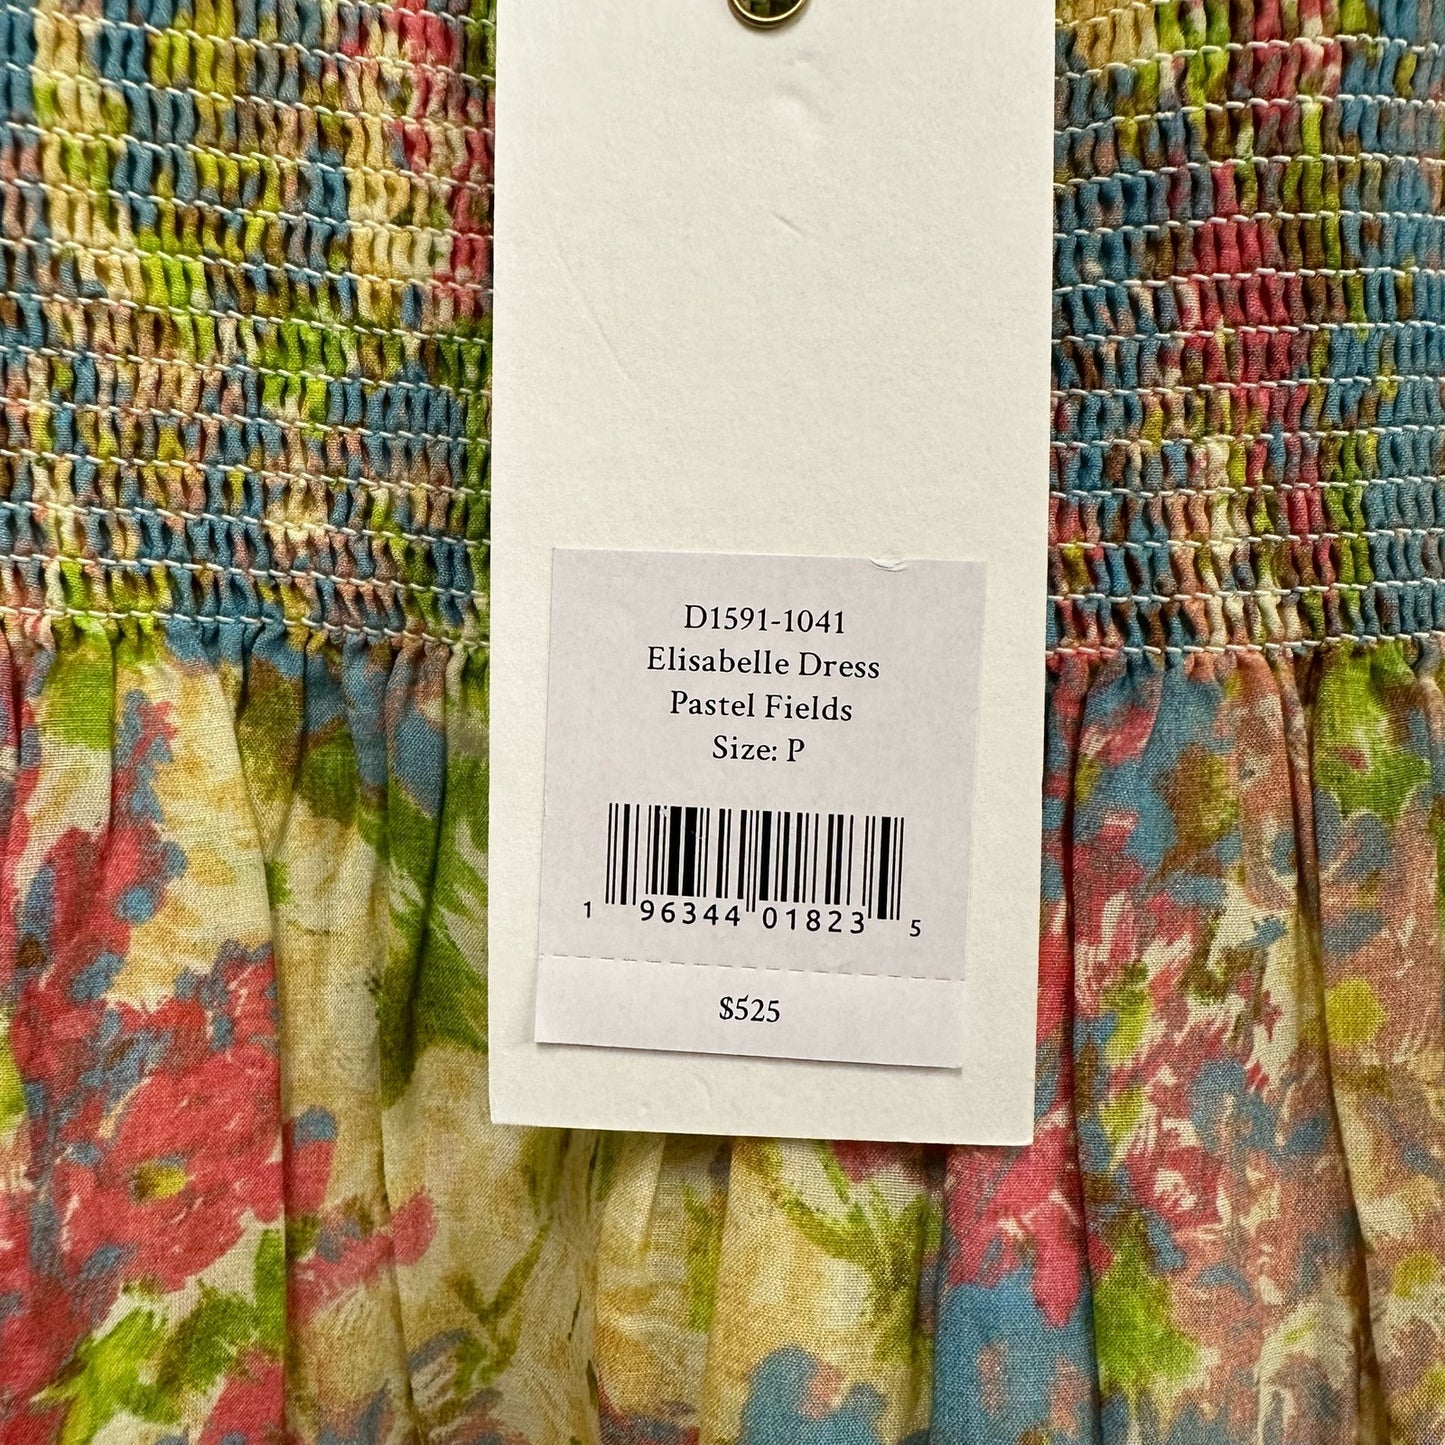 D1591-1041
Elisabelle Dress
Pastel Fields
Size: P
1 96344 01823 5
$525